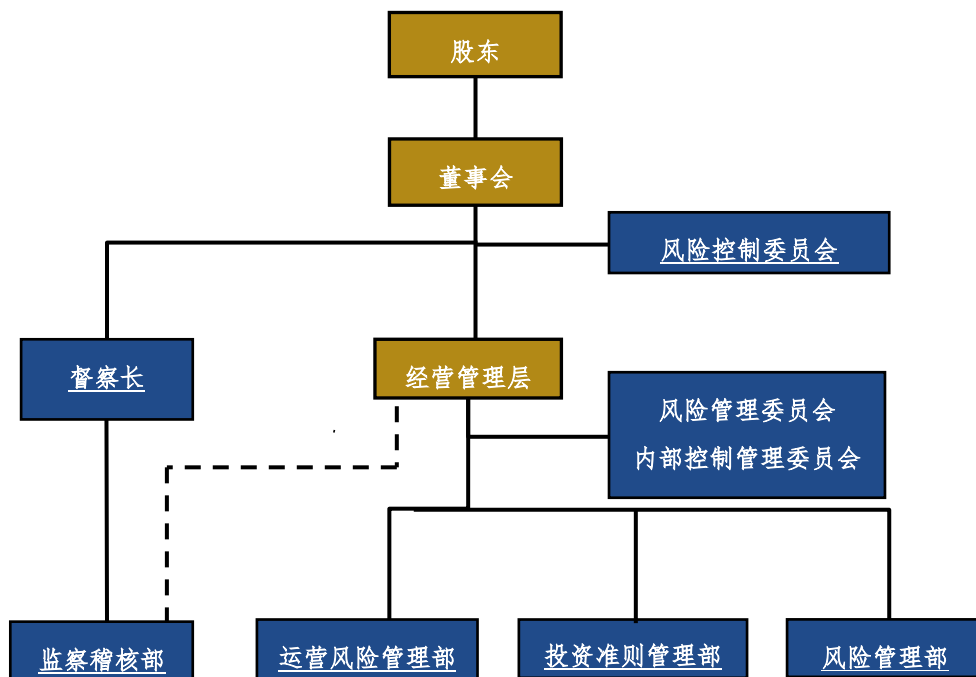 股东
董事会
风险控制委员会
督察长
经营管理层
风险管理委员会
内部控制管理委员会
监察稽核部
运营风险管理部
投资准则管理部
风险管理部